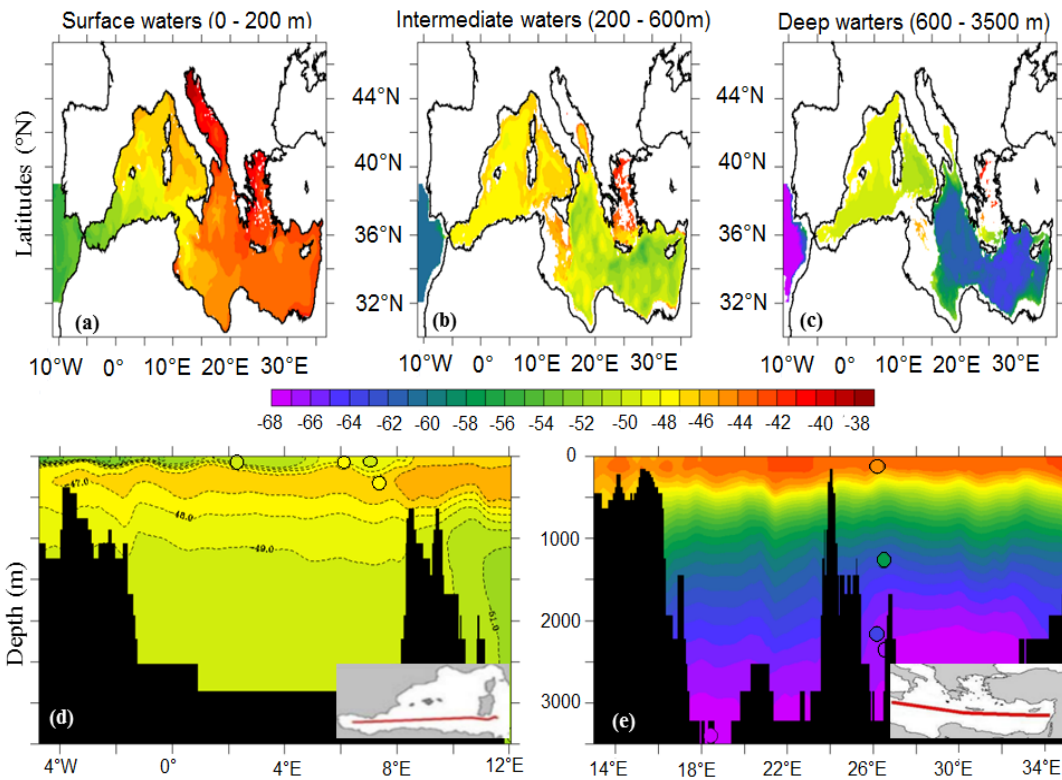 Surface waters (0 - 200 m)
Intermediate waters (200 - 600m)
Deep warters (600 - 3500 m)
Latitudes (°N)
44°N
40°N
36°N
32°N
44°N
40°N
36°N
32°N
(a)
(b)
(c)
10°W 0° 10°E 20°E 30°E
10°W 0° 10°E 20°E 30°E
10°W 0° 10°E 20°E 30°E
-68 -66 -64 -62 -60 -58 -56 -54 -52 -50 -48 -46 -44 -42 -40 -38
Depth (m)
-47.0
-48.0
-49.0
-51.0
0
1000
2000
3000
(d)
(e)
4°W 0° 4°E 8°E 12°E
14°E 18°E 22°E 26°E 30°E 34°E